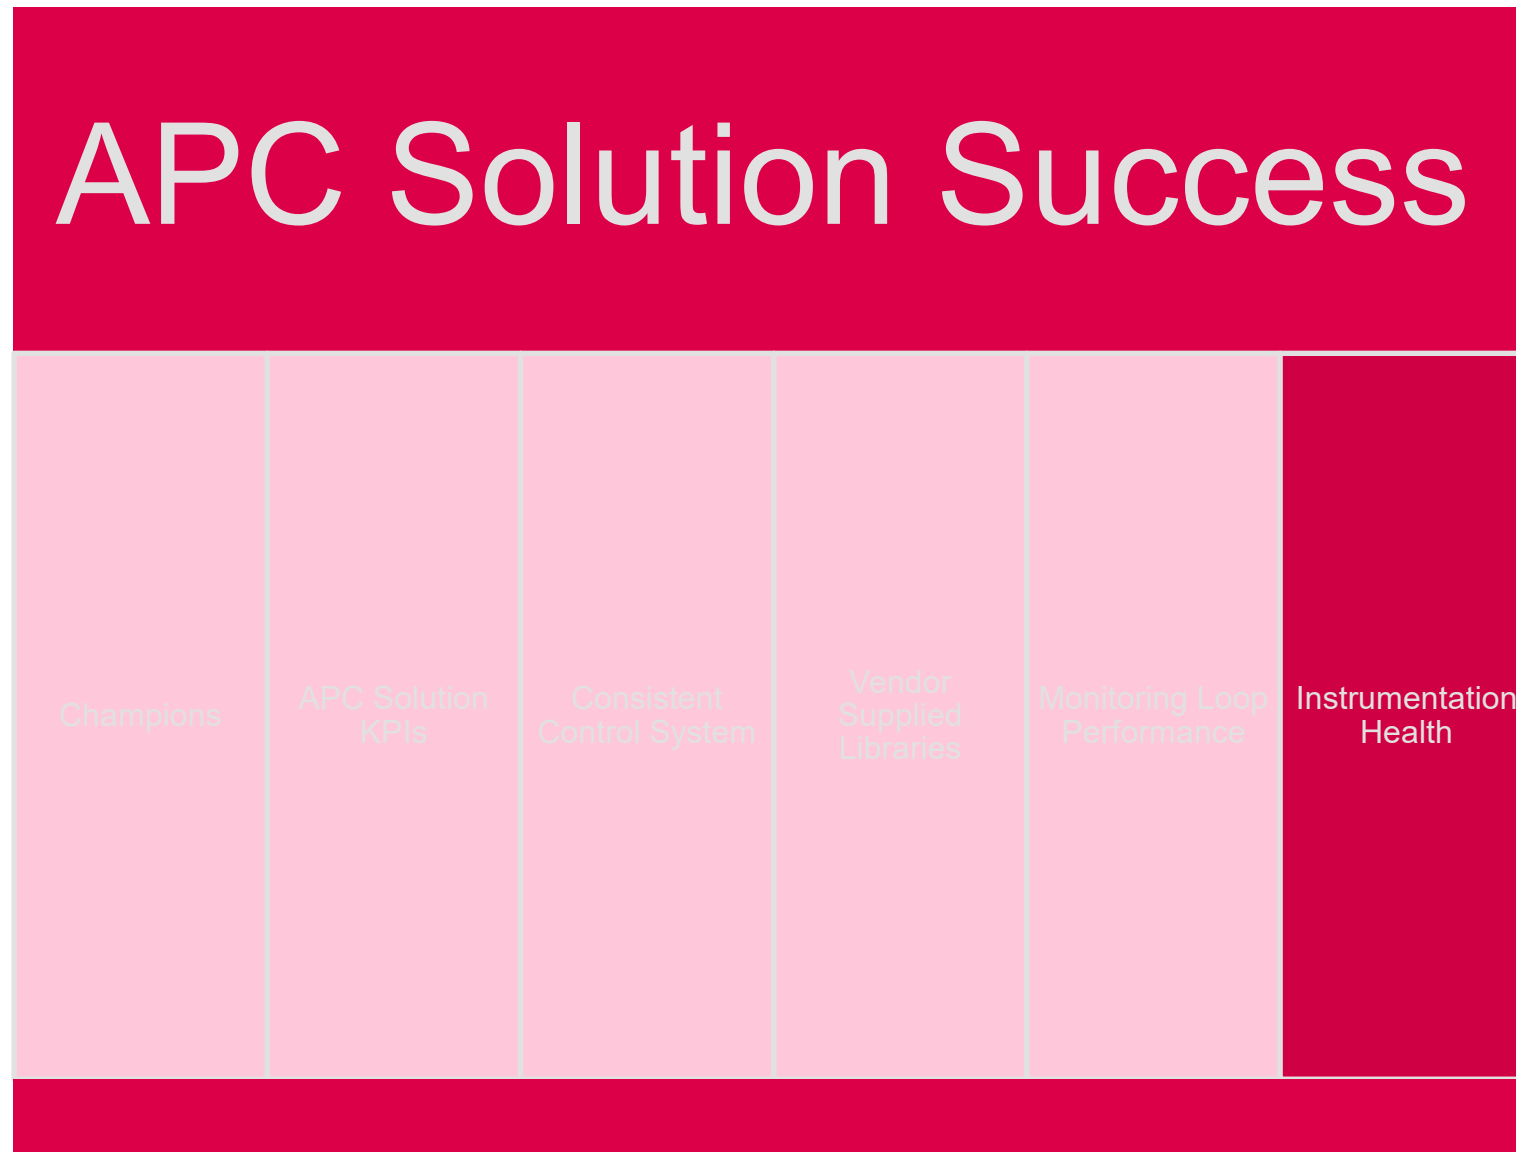 APC Solution Success
Champions
APC Solution
KPIs
Consistent
Control System
Vendor
Supplied
Libraries
Monitoring Loop
Performance
Instrumentation
Health